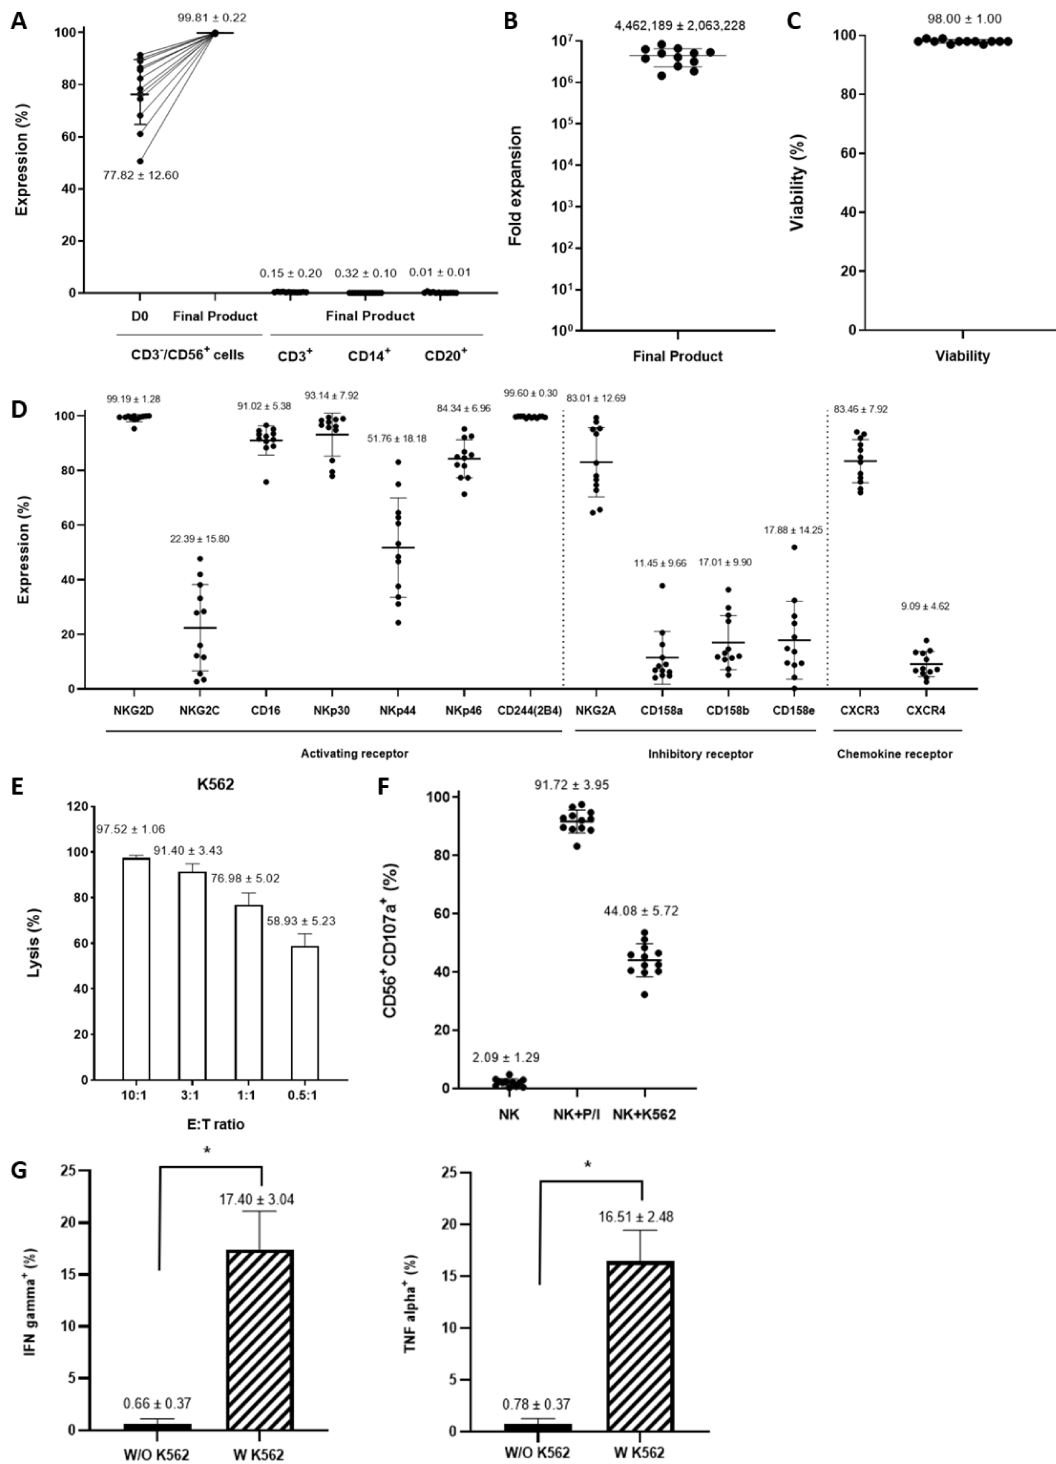 A
99.81 ± 0.22
100
80
60
40
20
0
Expression (%)
77.82 ± 12.60
0.15 ± 0.20
0.32 ± 0.10
0.01 ± 0.01
D0
Final Product
Final Product
CD3⁻/CD56⁺ cells
CD3⁺
CD14⁺
CD20⁺
B
4,462,189 ± 2,063,228
10⁷
10⁶
10⁵
10⁴
10³
10²
10¹
10⁰
Fold expansion
Final Product
C
98.00 ± 1.00
100
80
60
40
20
0
Viability (%)
Viability
D
99.19 ± 1.28
22.39 ± 15.80
91.02 ± 5.38
93.14 ± 7.92
51.76 ± 18.18
84.34 ± 6.96
99.60 ± 0.30
83.01 ± 12.69
11.45 ± 9.66
17.01 ± 9.90
17.88 ± 14.25
83.46 ± 7.92
9.09 ± 4.62
100
80
60
40
20
0
Expression (%)
NKG2D
NKG2C
CD16
NKp30
NKp44
NKp46
CD244(2B4)
NKG2A
CD158a
CD158b
CD158e
CXCR3
CXCR4
Activating receptor
Inhibitory receptor
Chemokine receptor
E
K562
120
100
80
60
40
20
0
Lysis (%)
97.52 ± 1.06
91.40 ± 3.43
76.98 ± 5.02
58.93 ± 5.23
10:1
3:1
1:1
0.5:1
E:T ratio
F
91.72 ± 3.95
44.08 ± 5.72
2.09 ± 1.29
100
80
60
40
20
0
CD56⁺CD107a⁺ (%)
NK
NK+P/I
NK+K562
G
*
17.40 ± 3.04
0.66 ± 0.37
25
20
15
10
5
0
IFN gamma⁺ (%)
W/O K562
W K562
*
16.51 ± 2.48
0.78 ± 0.37
25
20
15
10
5
0
TNF alpha⁺ (%)
W/O K562
W K562